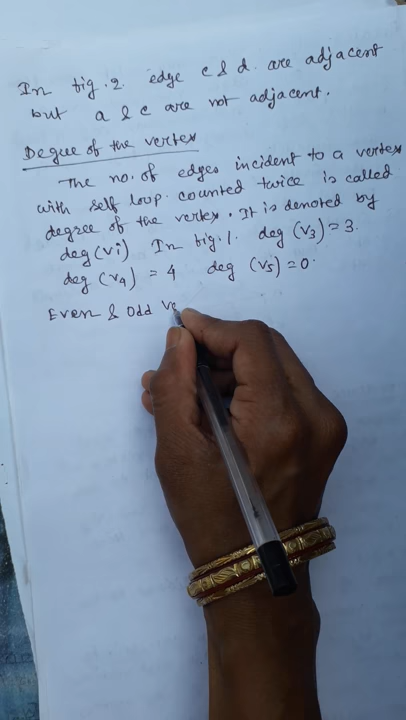 In fig. 2. edge c & d. are adjacent
but a & c are not adjacent.
Degree of the vertex
The no. of edges incident to a vertex
with self loop counted twice is called
degree of the vertex. It is denoted by
deg(vi) In fig 1. deg (v3) = 3.
deg (v4) = 4 deg (v5) = 0.
Even & Odd Ve